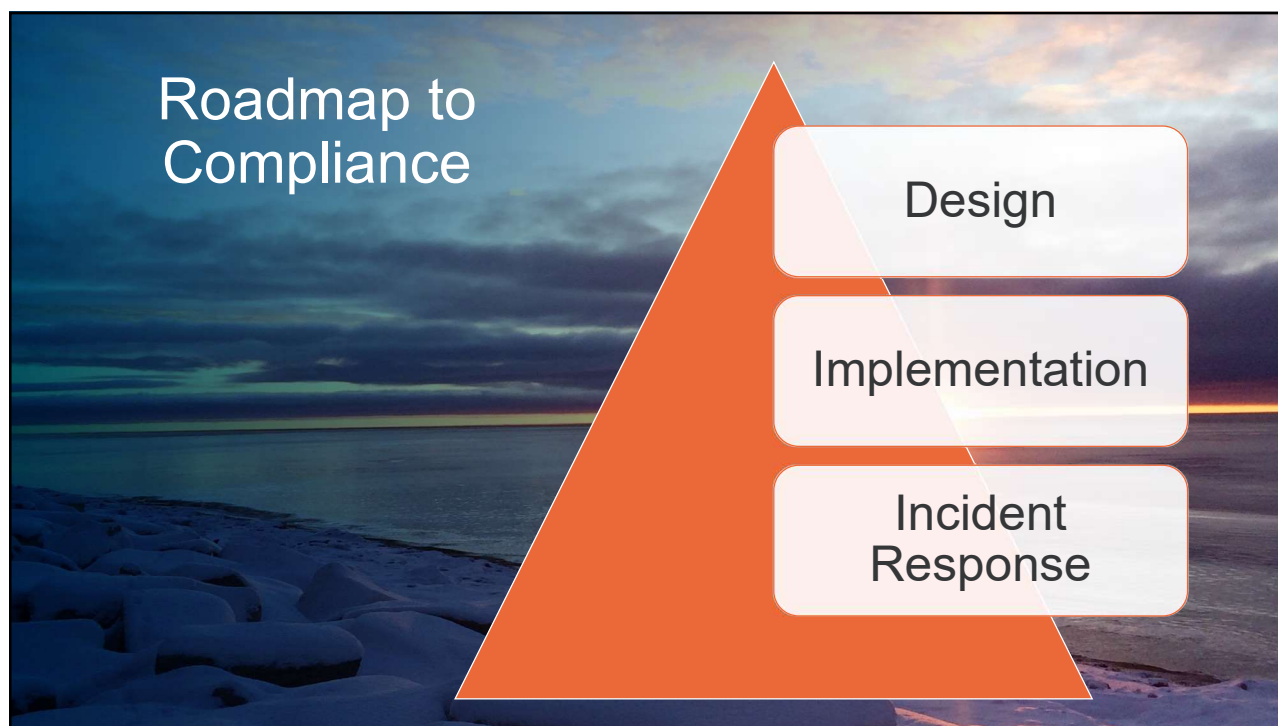 Roadmap to
Compliance
Design
Implementation
Incident
Response